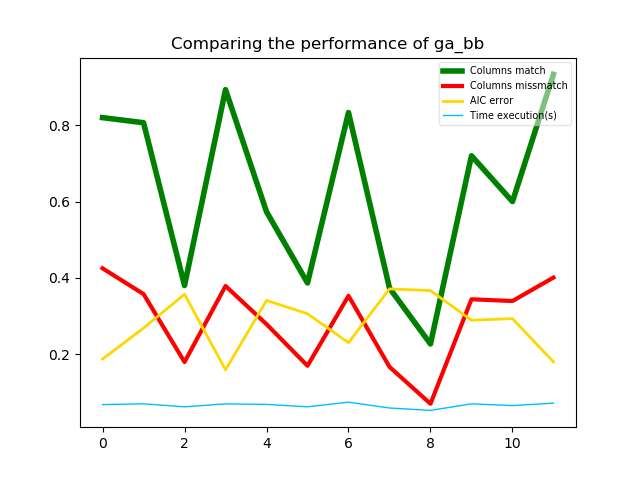 Comparing the performance of ga_bb
Columns match
Columns missmatch
AIC error
Time execution(s)
0.8
0.6
0.4
0.2
0 2 4 6 8 10